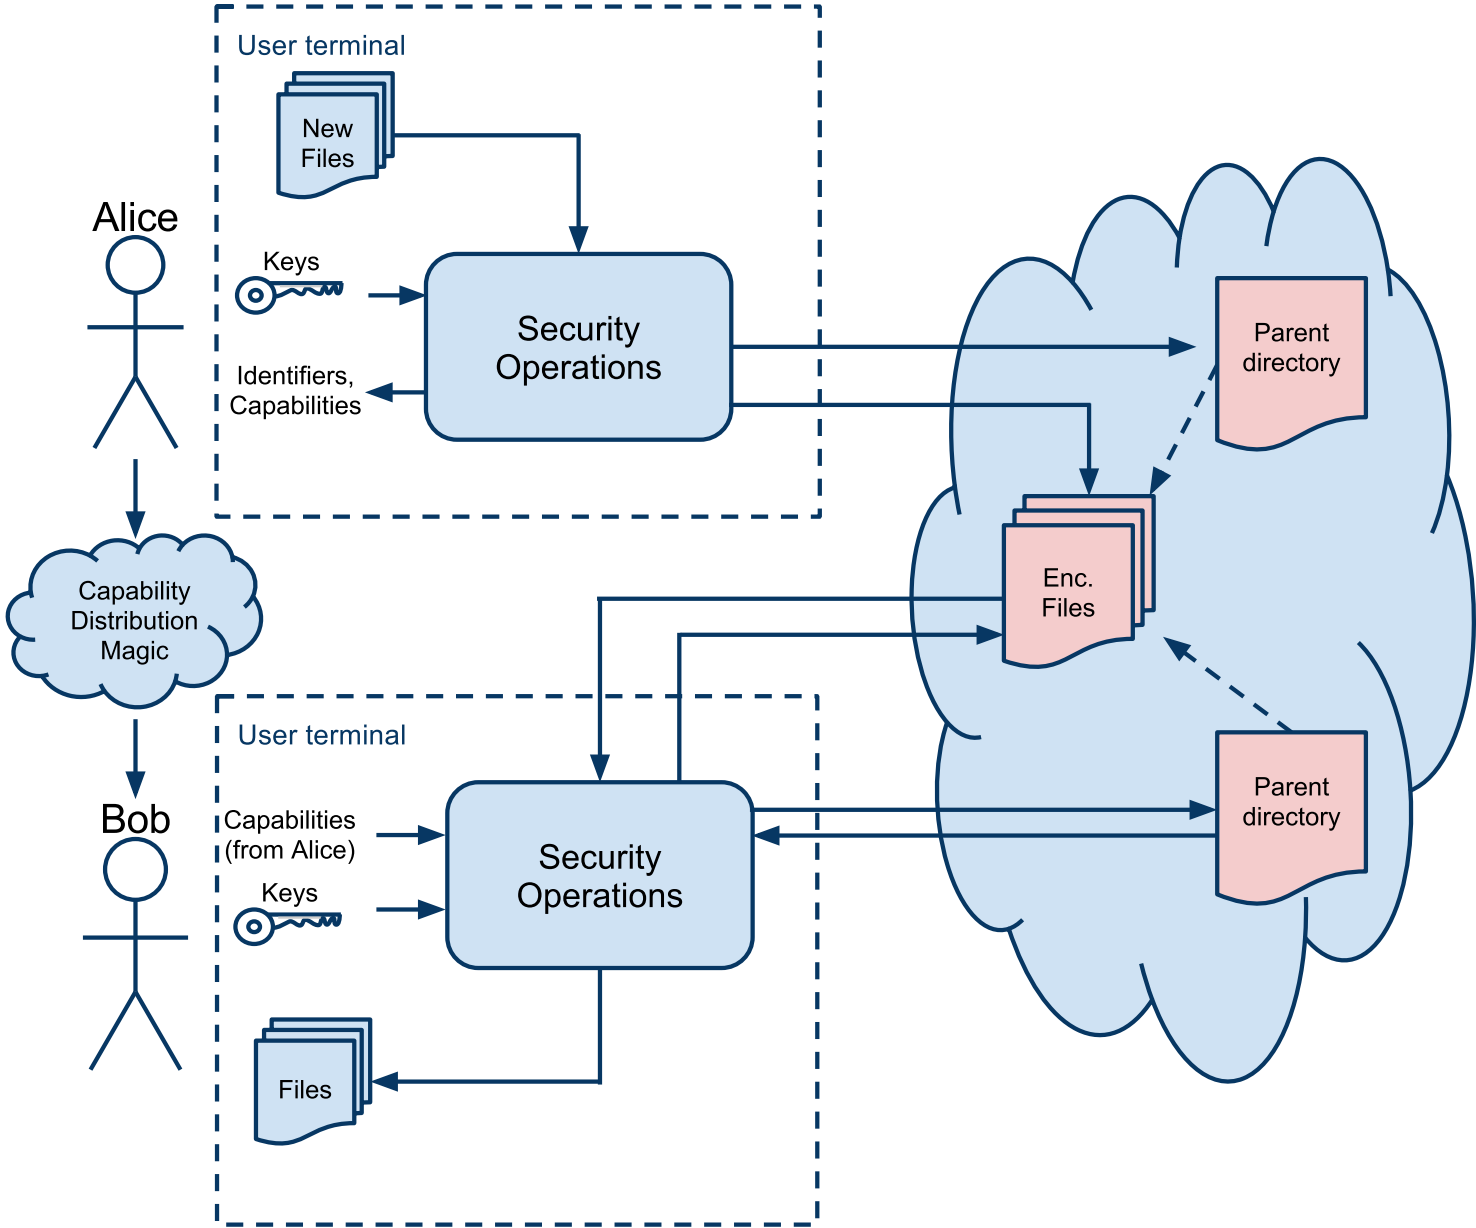 User terminal
New
Files
Alice
Keys
Security
Operations
Identifiers,
Capabilities
Parent
directory
Enc.
Files
Capability
Distribution
Magic
User terminal
Bob
Capabilities
(from Alice)
Keys
Security
Operations
Parent
directory
Files